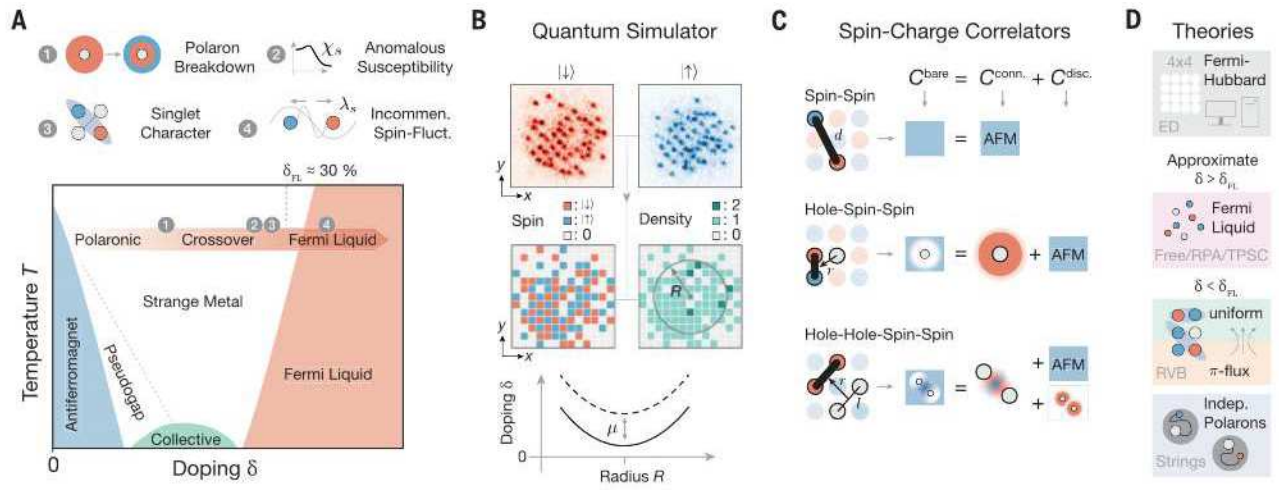 A
1
Polaron
Breakdown
2
χs
Anomalous
Susceptibility
3
Singlet
Character
4
λs
Incommen.
Spin-Fluct.
δFL ≈ 30 %
1
2
3
4
Polaronic
Crossover
Fermi Liquid
Strange Metal
Antiferromagnet
Pseudogap
Fermi Liquid
Collective
Temperature T
0
Doping δ
B
Quantum Simulator
|↓⟩
|↑⟩
y
x
Spin
: |↓⟩
: |↑⟩
: 0
Density
: 2
: 1
: 0
R
y
x
Doping δ
μ
0
Radius R
C
Spin-Charge Correlators
Cbare = Cconn. + Cdisc.
Spin-Spin
d
= AFM
Hole-Spin-Spin
r
= + AFM
Hole-Hole-Spin-Spin
r
l
= + AFM
+
D
Theories
4x4
Fermi-
Hubbard
ED
Approximate
δ > δFL
Fermi
Liquid
Free/RPA/TPSC
δ < δFL
uniform
RVB
π-flux
Indep.
Polarons
Strings